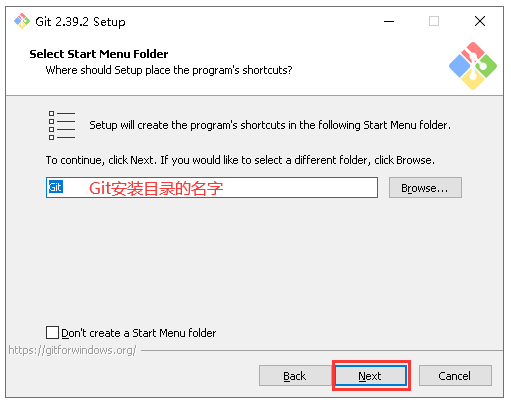 Git 2.39.2 Setup
Select Start Menu Folder
Where should Setup place the program's shortcuts?
Setup will create the program's shortcuts in the following Start Menu folder.
To continue, click Next. If you would like to select a different folder, click Browse.
Git Git安装目录的名字 Browse...
Don't create a Start Menu folder
https://gitforwindows.org/
Back Next Cancel